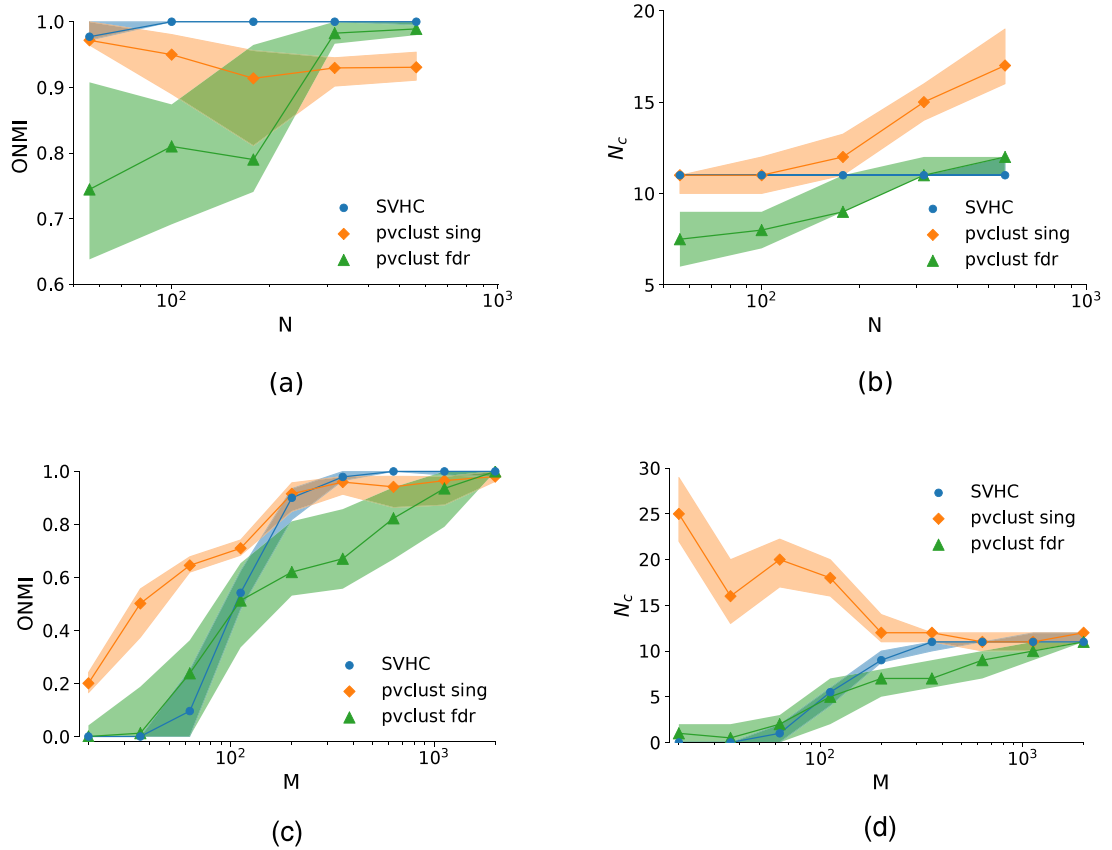 1.0
0.9
0.8
0.7
0.6
ONMI
10²
10³
N
SVHC
pvclust sing
pvclust fdr
(a)
20
15
10
5
N_c
10²
10³
N
SVHC
pvclust sing
pvclust fdr
(b)
1.0
0.8
0.6
0.4
0.2
0.0
ONMI
10²
10³
M
SVHC
pvclust sing
pvclust fdr
(c)
30
25
20
15
10
5
0
N_c
10²
10³
M
SVHC
pvclust sing
pvclust fdr
(d)